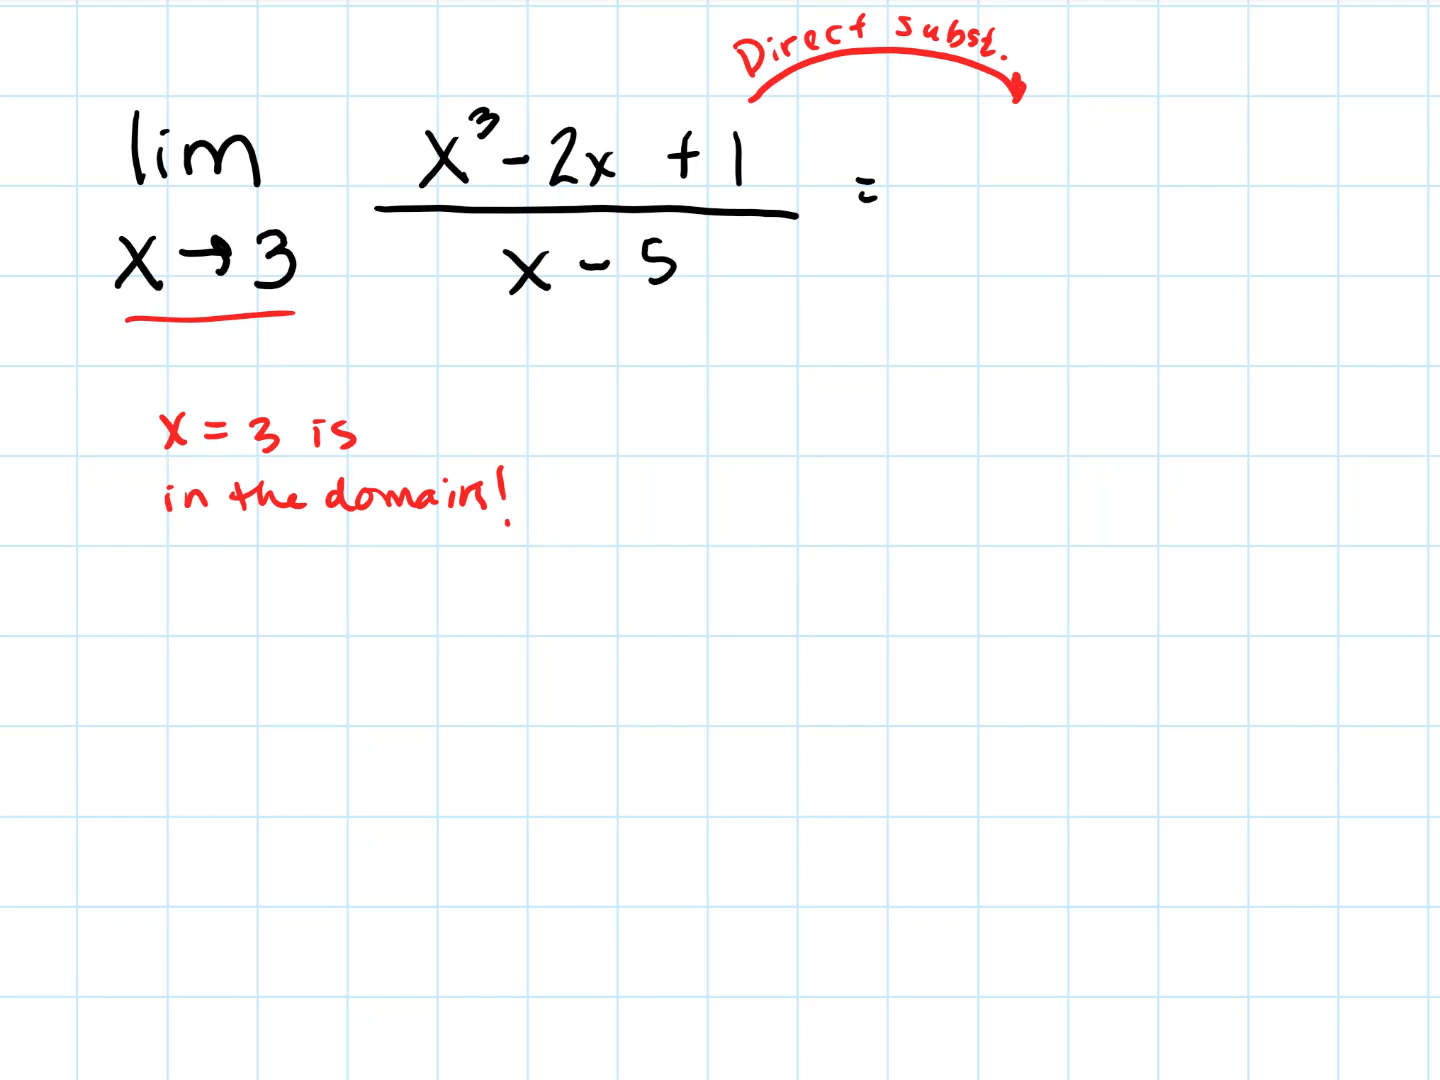 Direct subst.
lim x→3 (x³ - 2x + 1)/(x - 5) =
x = 3 is
in the domain!